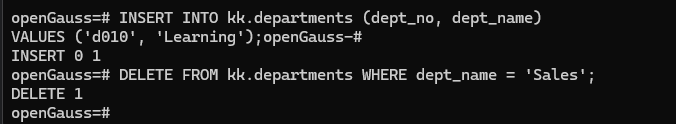 openGauss=# INSERT INTO kk.departments (dept_no, dept_name)
VALUES ('d010', 'Learning');openGauss-#
INSERT 0 1
openGauss=# DELETE FROM kk.departments WHERE dept_name = 'Sales';
DELETE 1
openGauss=#